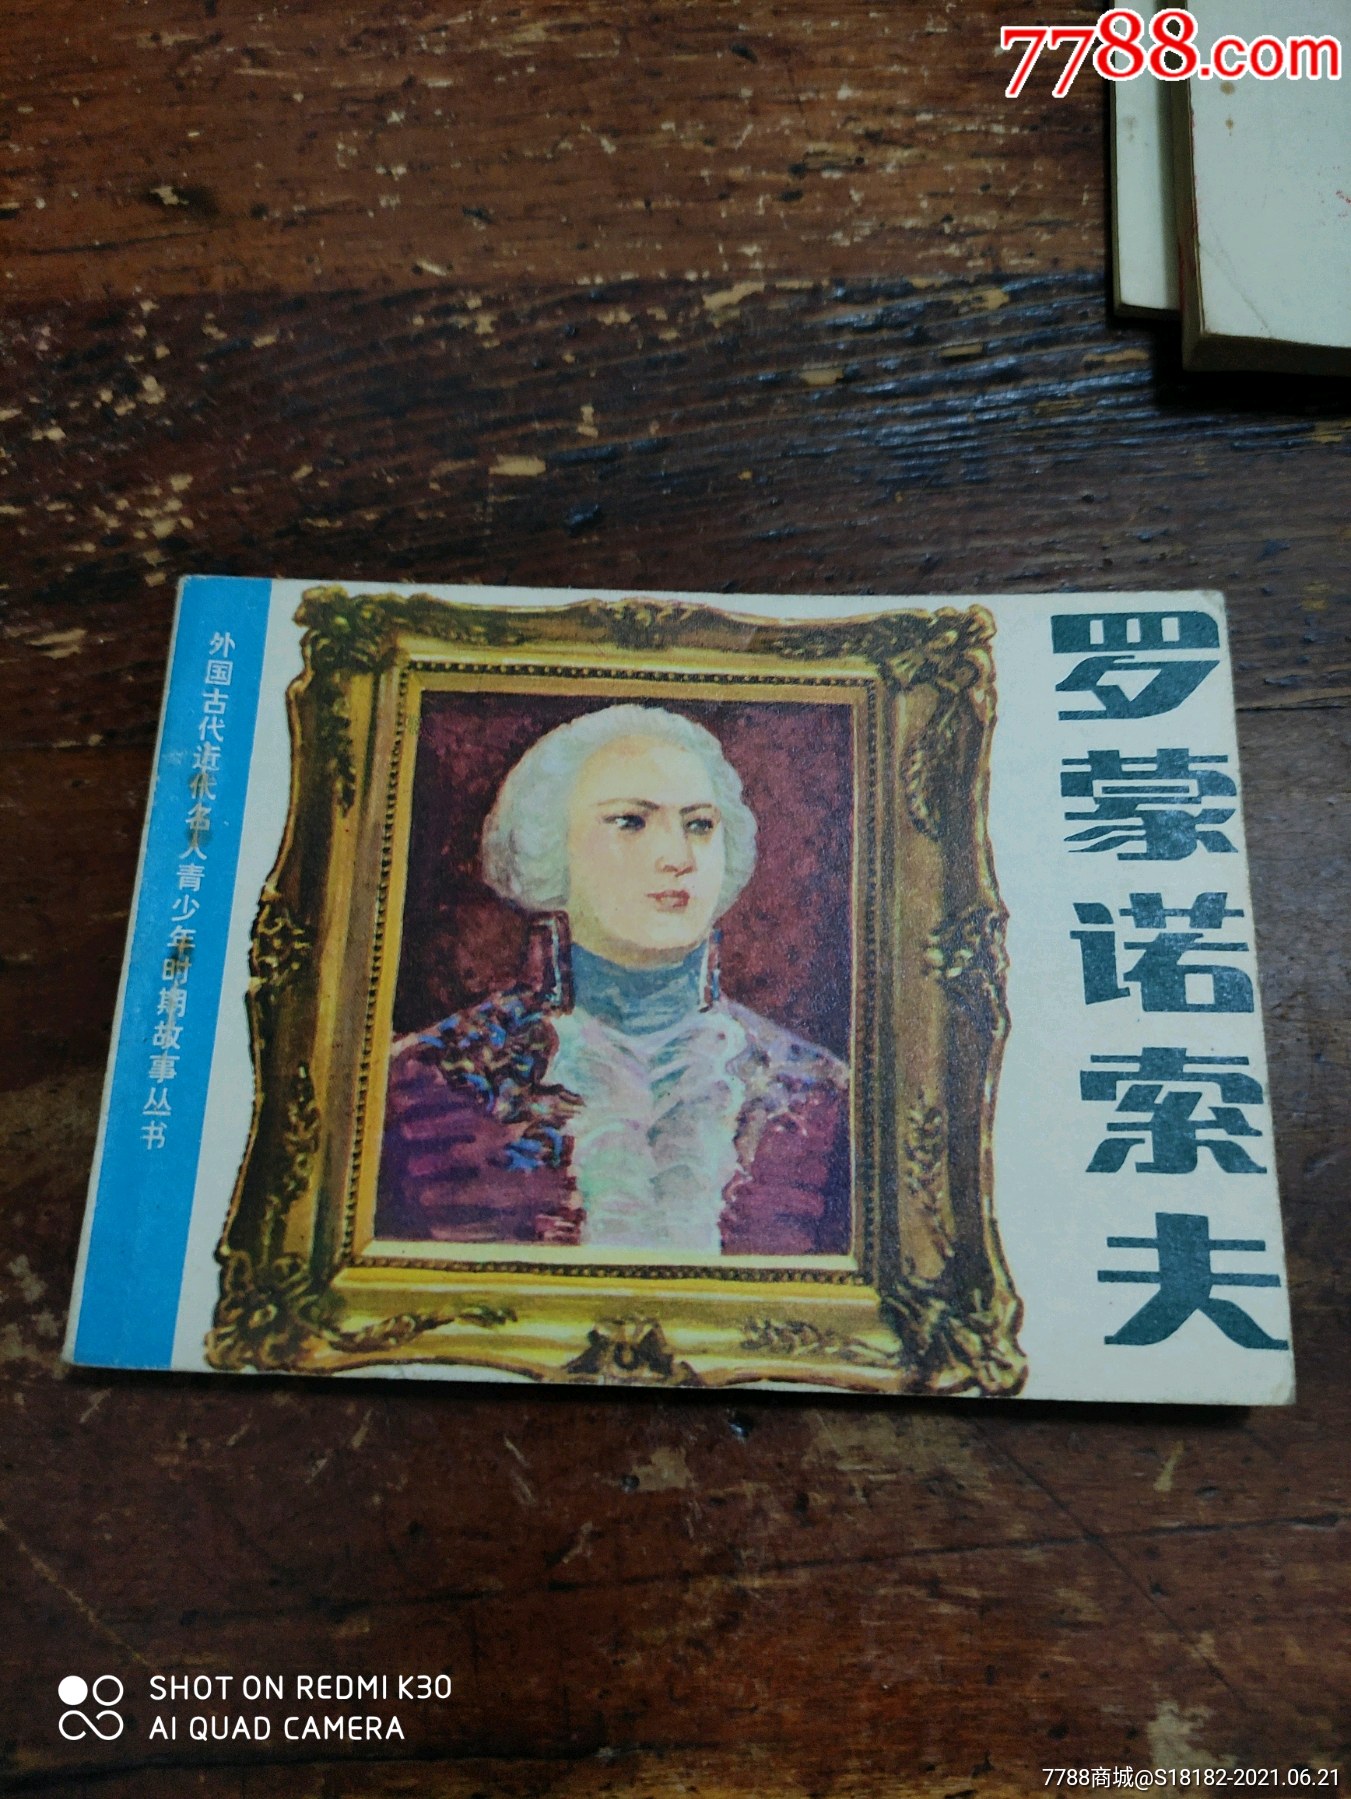 7788.com
外国古代近代名人青少年时期故事丛书
罗蒙诺索夫
SHOT ON REDMI K30
AI QUAD CAMERA
7788商城@S18182-2021.06.21